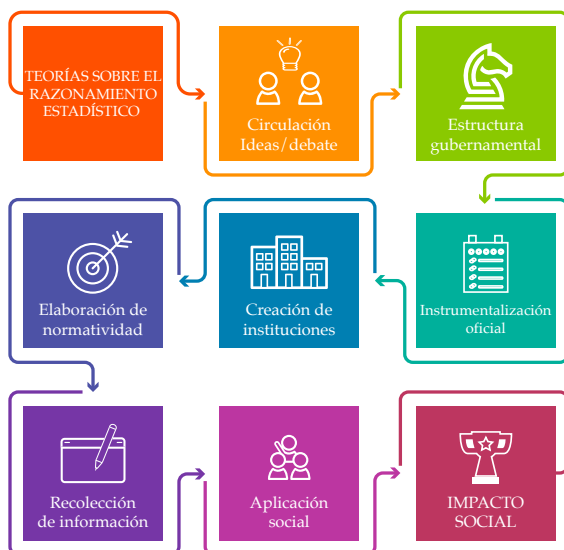 TEORÍAS SOBRE EL
RAZONAMIENTO
ESTADÍSTICO
Circulación
Ideas/debate
Estructura
gubernamental
Elaboración de
normatividad
Creación de
instituciones
Instrumentalización
oficial
Recolección
de información
Aplicación
social
IMPACTO
SOCIAL